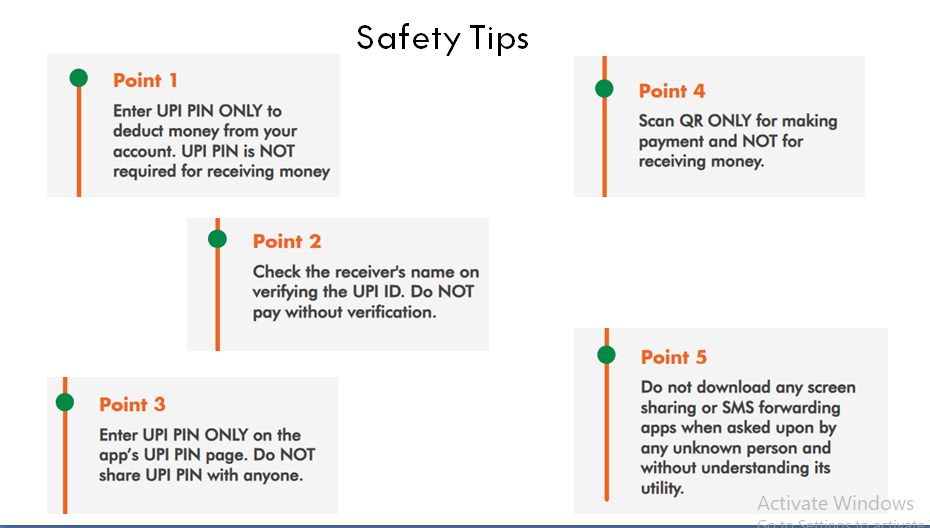 Safety Tips
Point 1
Enter UPI PIN ONLY to
deduct money from your
account. UPI PIN is NOT
required for receiving money
Point 2
Check the receiver's name on
verifying the UPI ID. Do NOT
pay without verification.
Point 3
Enter UPI PIN ONLY on the
app's UPI PIN page. Do NOT
share UPI PIN with anyone.
Point 4
Scan QR ONLY for making
payment and NOT for
receiving money.
Point 5
Do not download any screen
sharing or SMS forwarding
apps when asked upon by
any unknown person and
without understanding its
utility.
Activate Windows
Go to Settings to activate